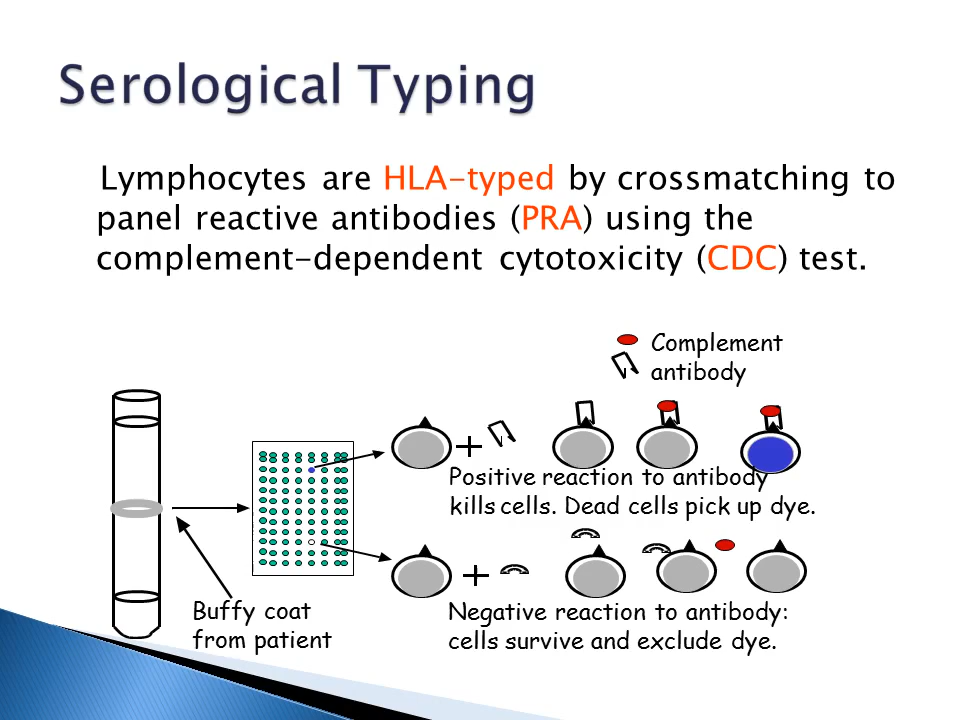 Serological Typing
Lymphocytes are HLA-typed by crossmatching to
panel reactive antibodies (PRA) using the
complement-dependent cytotoxicity (CDC) test.
Complement
antibody
Positive reaction to antibody
kills cells. Dead cells pick up dye.
Buffy coat
from patient
Negative reaction to antibody:
cells survive and exclude dye.